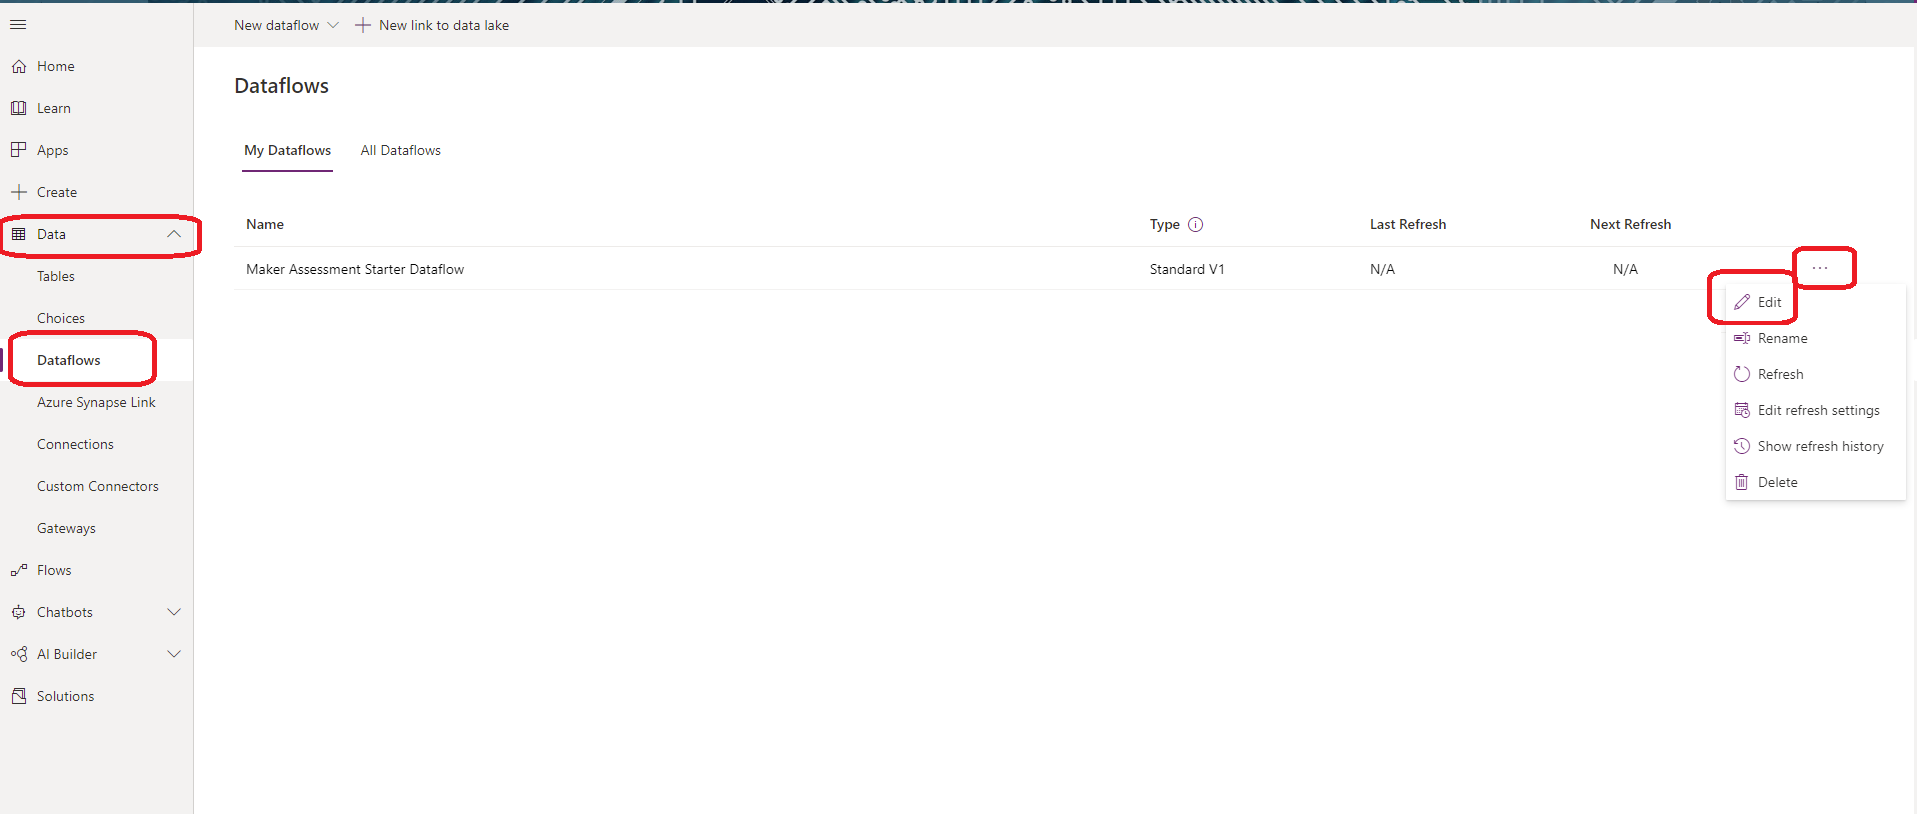 New dataflow
New link to data lake
Home
Learn
Apps
Create
Data
Tables
Choices
Dataflows
Azure Synapse Link
Connections
Custom Connectors
Gateways
Flows
Chatbots
AI Builder
Solutions
Dataflows
My Dataflows All Dataflows
Name Type Last Refresh Next Refresh
Maker Assessment Starter Dataflow Standard V1 N/A N/A ...
Edit
Rename
Refresh
Edit refresh settings
Show refresh history
Delete